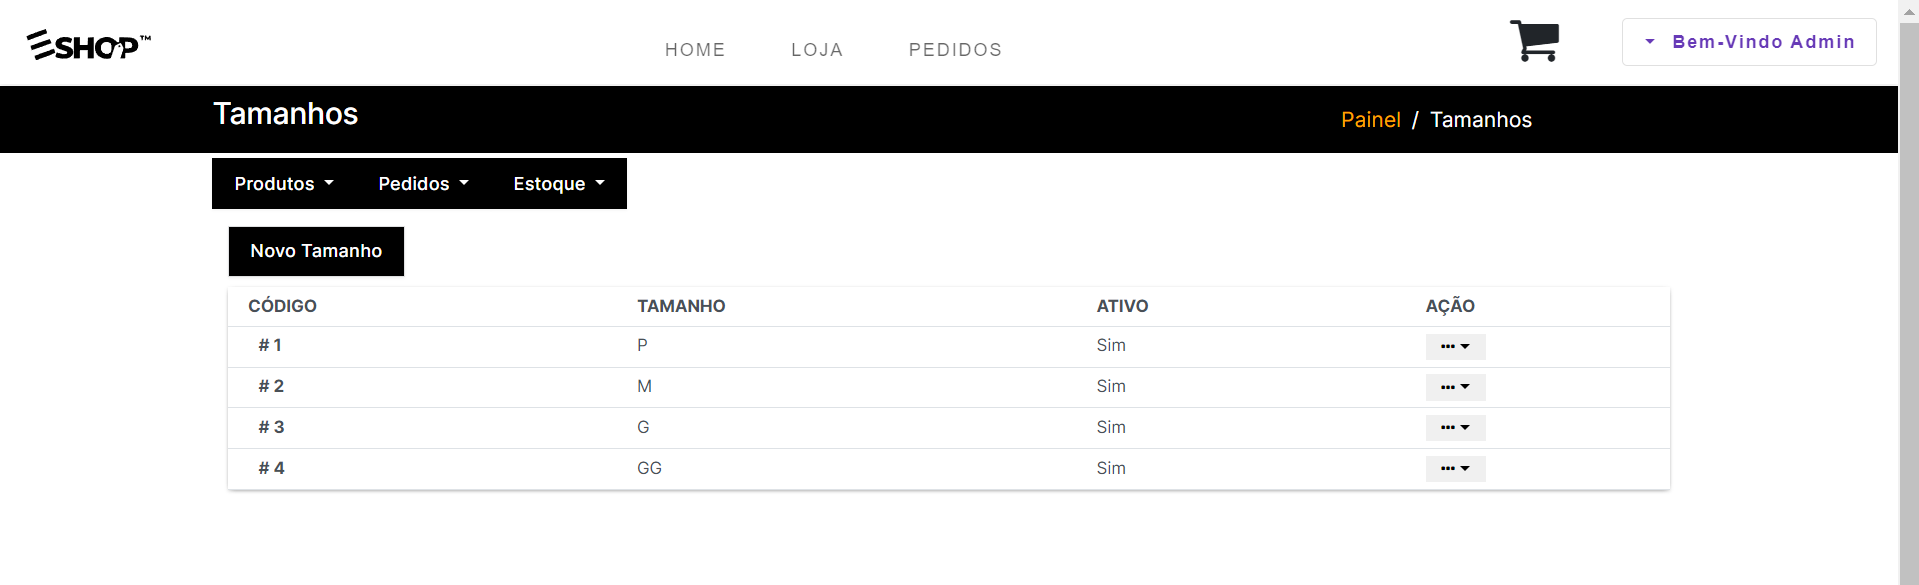 ESHOP™
HOME LOJA PEDIDOS
Bem-Vindo Admin
Tamanhos
Painel / Tamanhos
Produtos Pedidos Estoque
Novo Tamanho
CÓDIGO TAMANHO ATIVO AÇÃO
# 1 P Sim •••
# 2 M Sim •••
# 3 G Sim •••
# 4 GG Sim •••